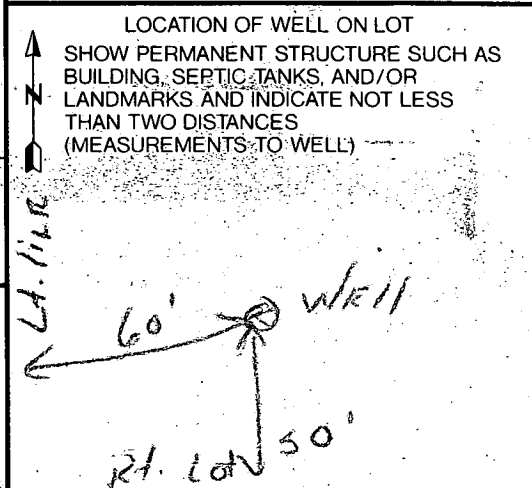 LOCATION OF WELL ON LOT
SHOW PERMANENT STRUCTURE SUCH AS
BUILDING, SEPTIC TANKS, AND/OR
LANDMARKS AND INDICATE NOT LESS
THAN TWO DISTANCES
(MEASUREMENTS TO WELL)
N
Lt. line
60'
Well
50'
Rt. Lot